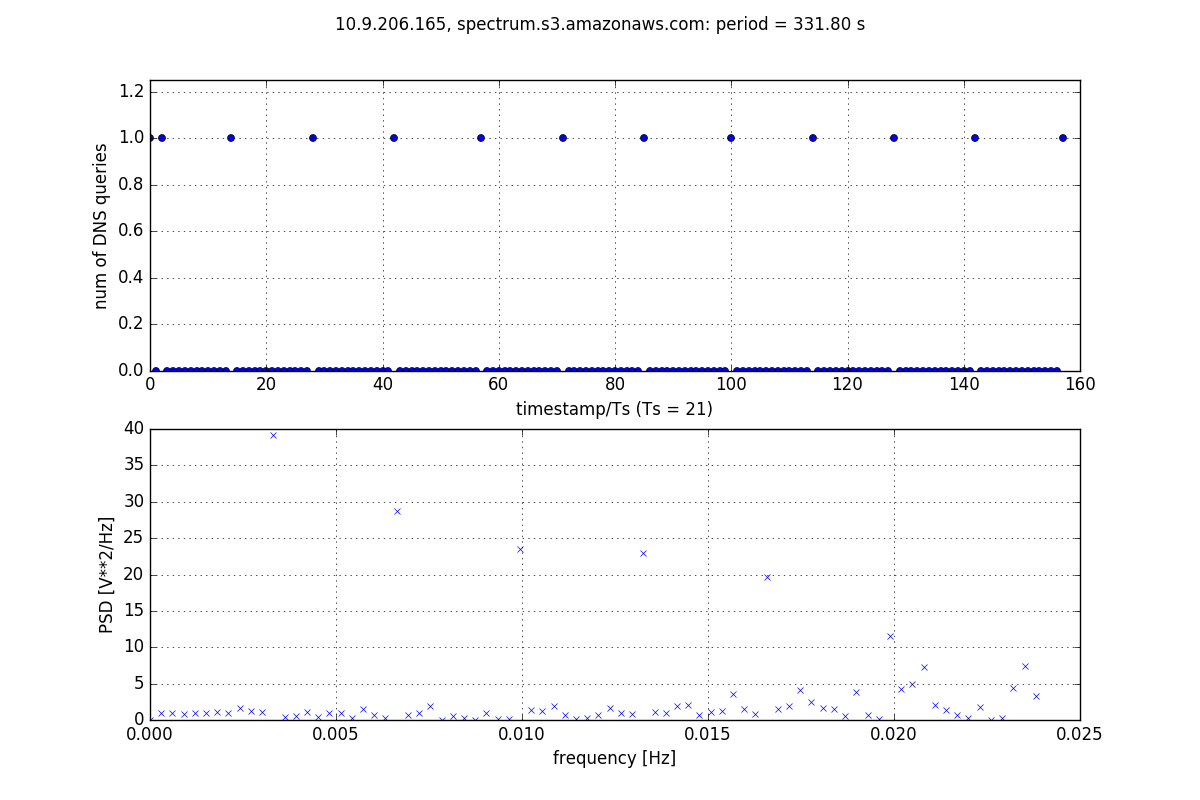 10.9.206.165, spectrum.s3.amazonaws.com: period = 331.80 s
1.2
1.0
0.8
0.6
0.4
0.2
0.0
num of DNS queries
0 20 40 60 80 100 120 140 160
timestamp/Ts (Ts = 21)
40
35
30
25
20
15
10
5
0
PSD [V**2/Hz]
0.000 0.005 0.010 0.015 0.020 0.025
frequency [Hz]